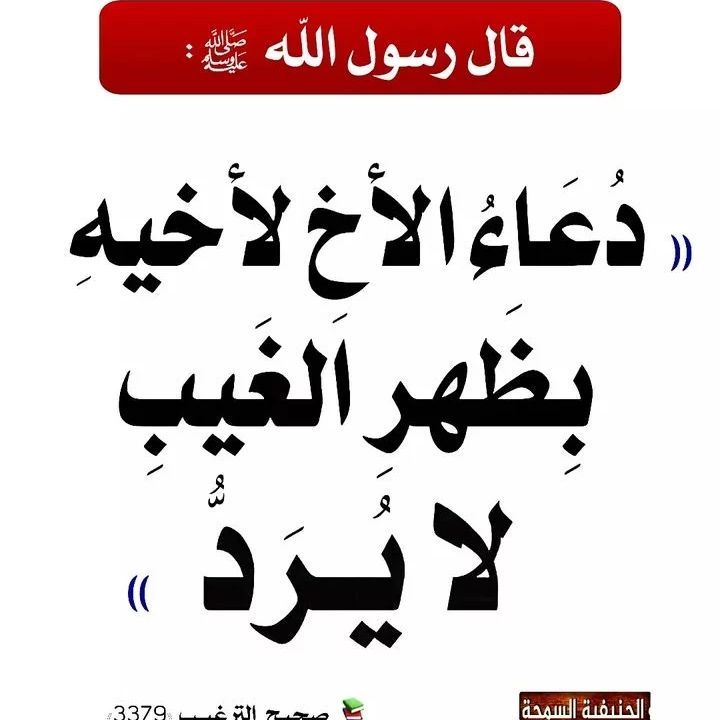 قال رسول الله ﷺ :
(( دُعَاءُ الأخِ لأخيهِ
بِظَهرِ الغَيبِ
لا يُرَدُّ ))
صحيح الترغيب (3379)
الحنيفية السمحة